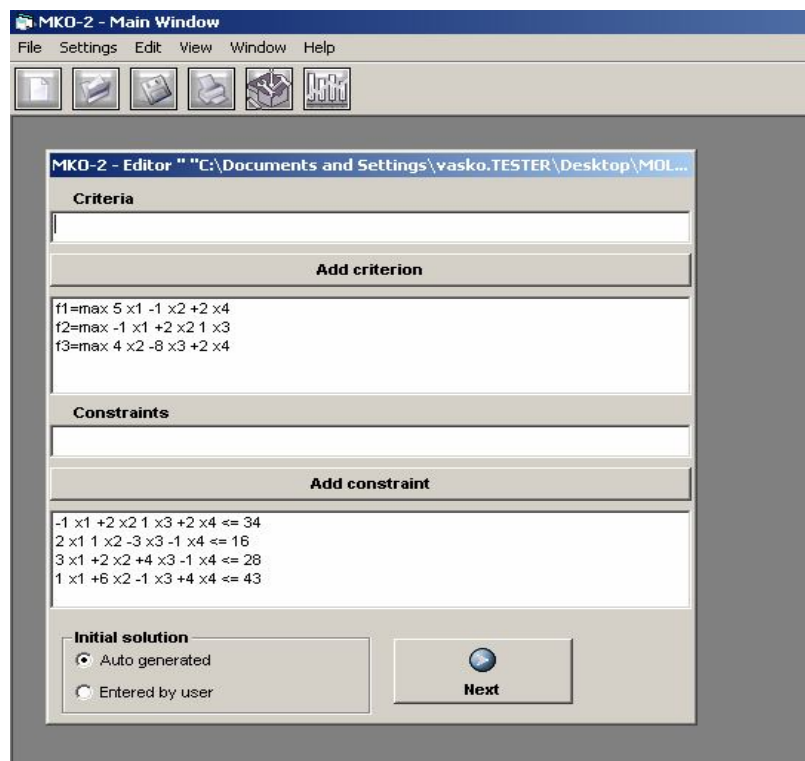 MKO-2 - Main Window
File Settings Edit View Window Help
MKO-2 - Editor " "C:\Documents and Settings\vasko.TESTER\Desktop\MOL...
Criteria
Add criterion
f1=max 5 x1 -1 x2 +2 x4
f2=max -1 x1 +2 x2 1 x3
f3=max 4 x2 -8 x3 +2 x4
Constraints
Add constraint
-1 x1 +2 x2 1 x3 +2 x4 <= 34
2 x1 1 x2 -3 x3 -1 x4 <= 16
3 x1 +2 x2 +4 x3 -1 x4 <= 28
1 x1 +6 x2 -1 x3 +4 x4 <= 43
Initial solution
Auto generated
Entered by user
Next